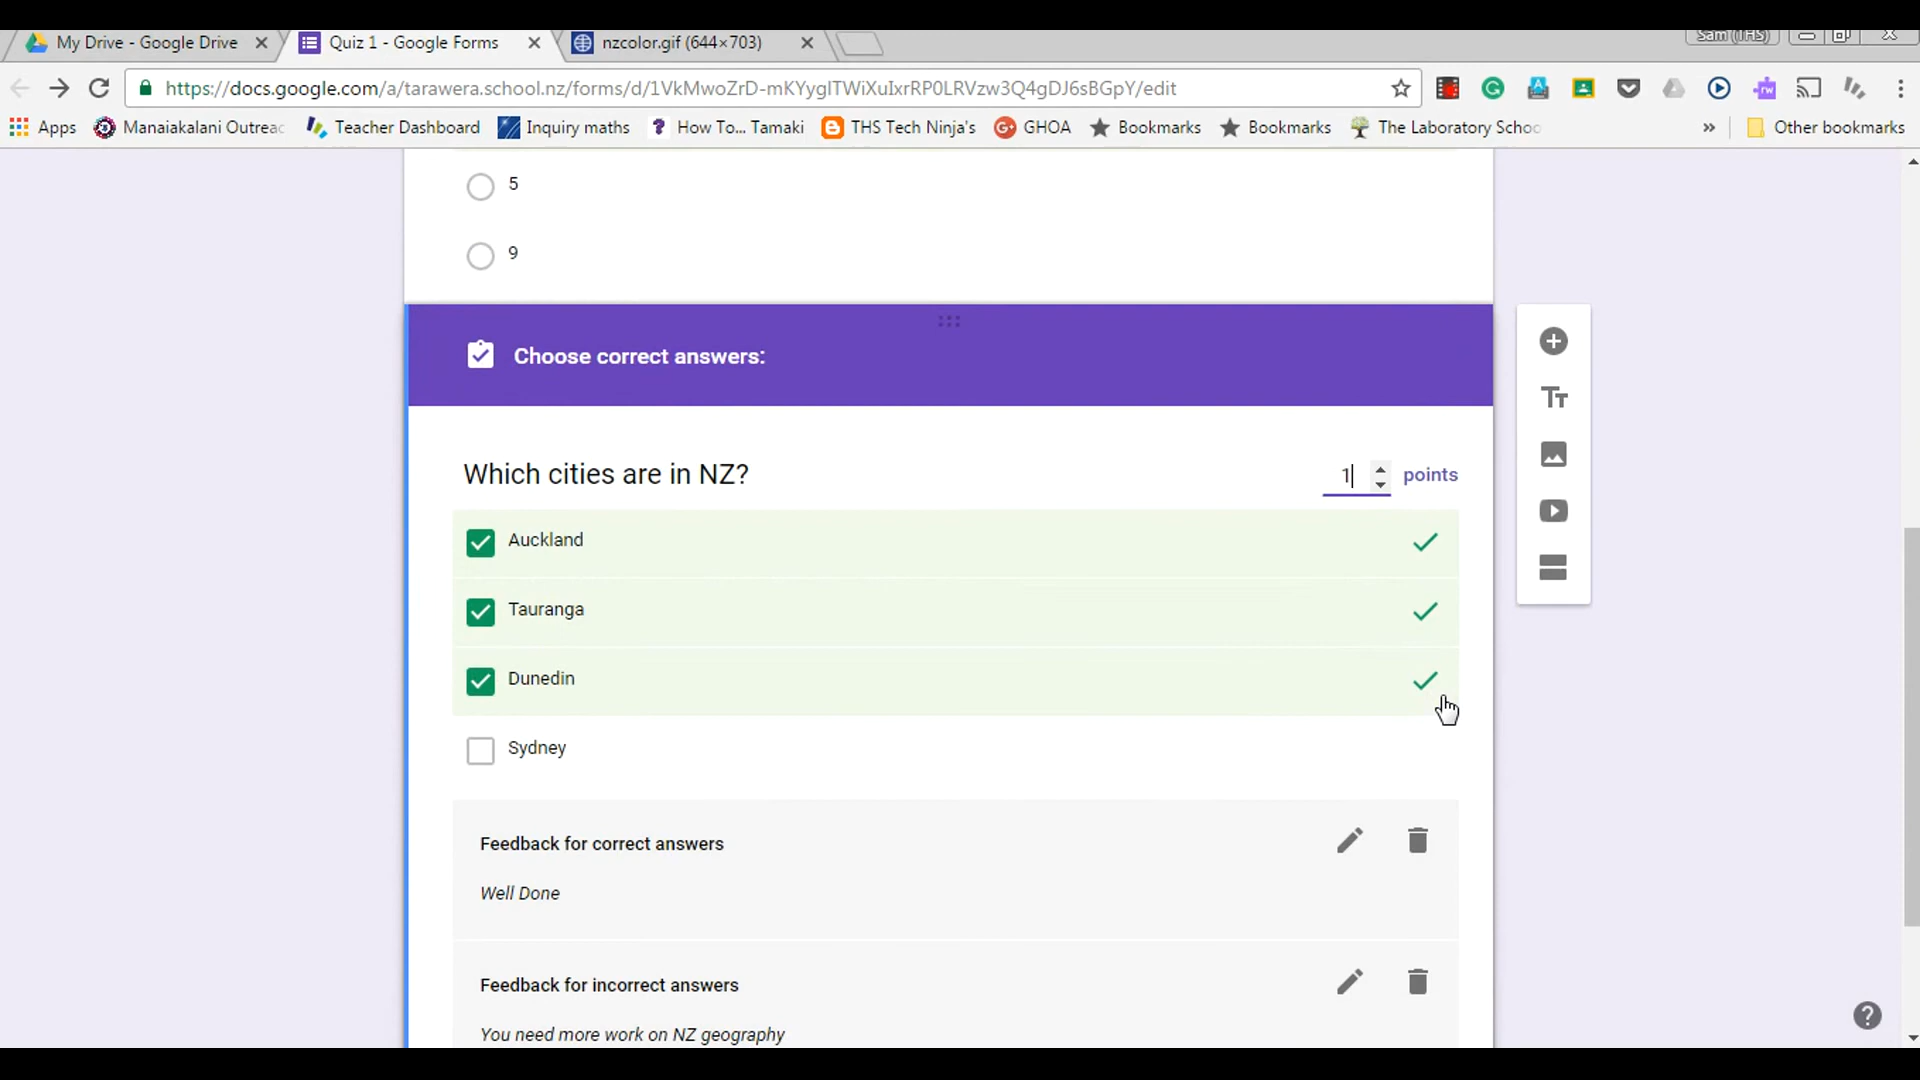 My Drive - Google Drive
Quiz 1 - Google Forms
nzcolor.gif (644×703)
Sam (THS)
https://docs.google.com/a/tarawera.school.nz/forms/d/1VkMwoZrD-mKYygITWiXuIxrRP0LRVzw3Q4gDJ6sBGpY/edit
Apps
Manaiakalani Outreac
Teacher Dashboard
Inquiry maths
How To... Tamaki
THS Tech Ninja's
GHOA
Bookmarks
Bookmarks
The Laboratory Schoo
»
Other bookmarks
5
9
Choose correct answers:
Which cities are in NZ?
1 points
Auckland
Tauranga
Dunedin
Sydney
Feedback for correct answers
Well Done
Feedback for incorrect answers
You need more work on NZ geography